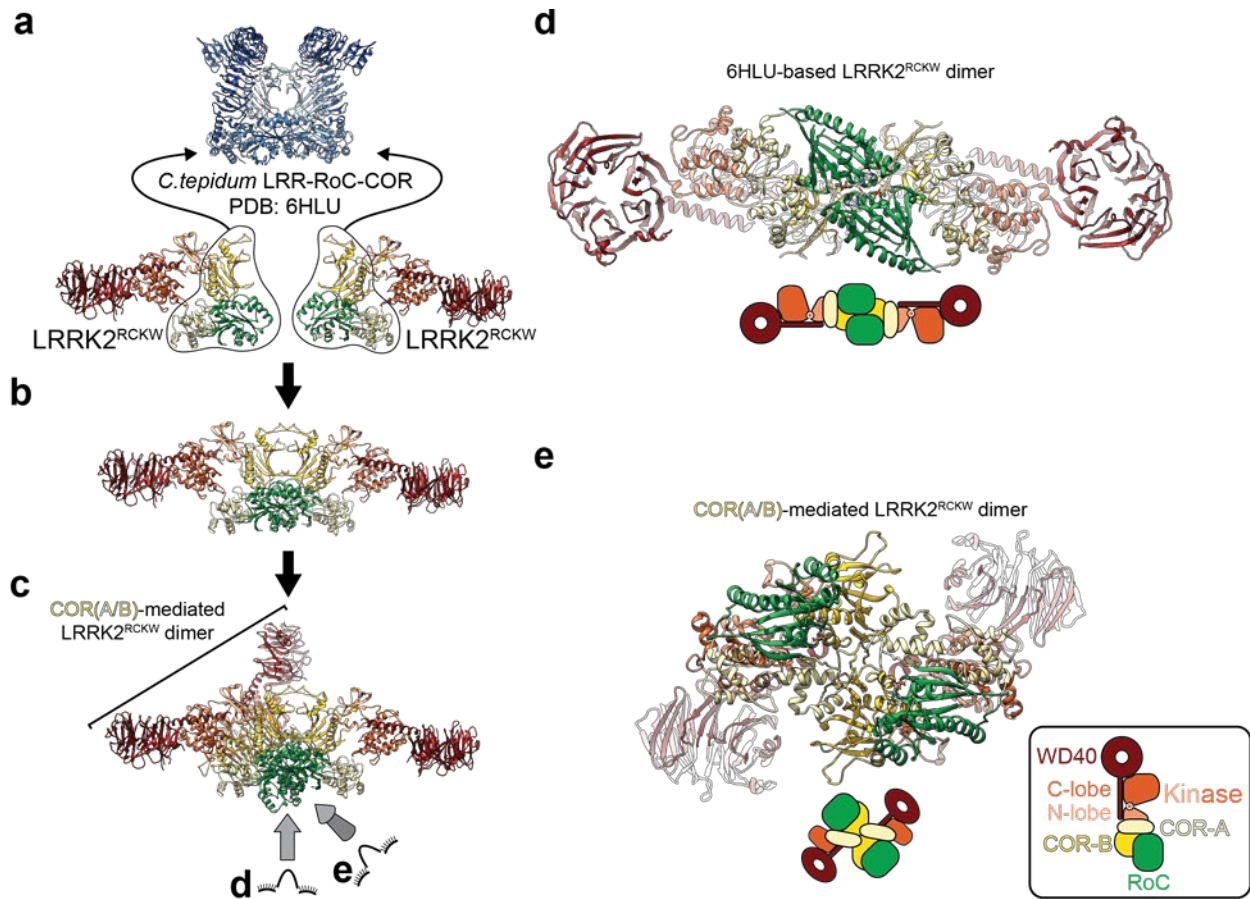 a
C.tepidum LRR-RoC-COR
PDB: 6HLU
LRRK2RCKW
LRRK2RCKW
b
c
COR(A/B)-mediated
LRRK2RCKW dimer
d
e
d
6HLU-based LRRK2RCKW dimer
e
COR(A/B)-mediated LRRK2RCKW dimer
WD40
C-lobe
Kinase
N-lobe
COR-A
COR-B
RoC